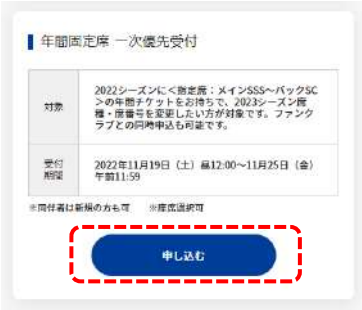 年間固定席 一次優先受付
対象
2022シーズンに<指定席：メインSSS～バックSC
>の年間チケットをお持ちで、2023シーズン席
種・席番号を変更したい方が対象です。ファンク
ラブとの同時申込も可能です。
受付
期間
2022年11月19日（土）昼12:00～11月25日（金）
午前11:59
※同伴者は新規の方も可 ※座席選択可
申し込む